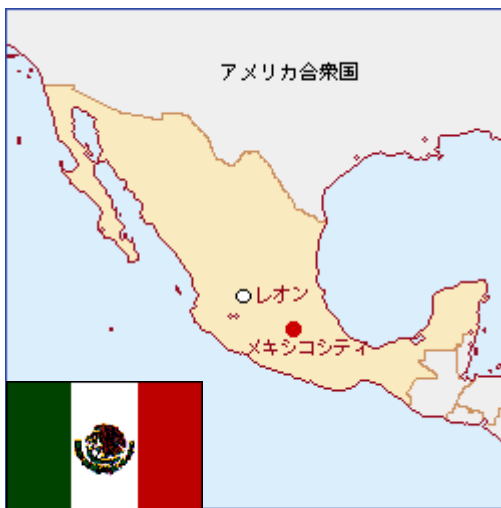 アメリカ合衆国
レオン
メキシコシティ